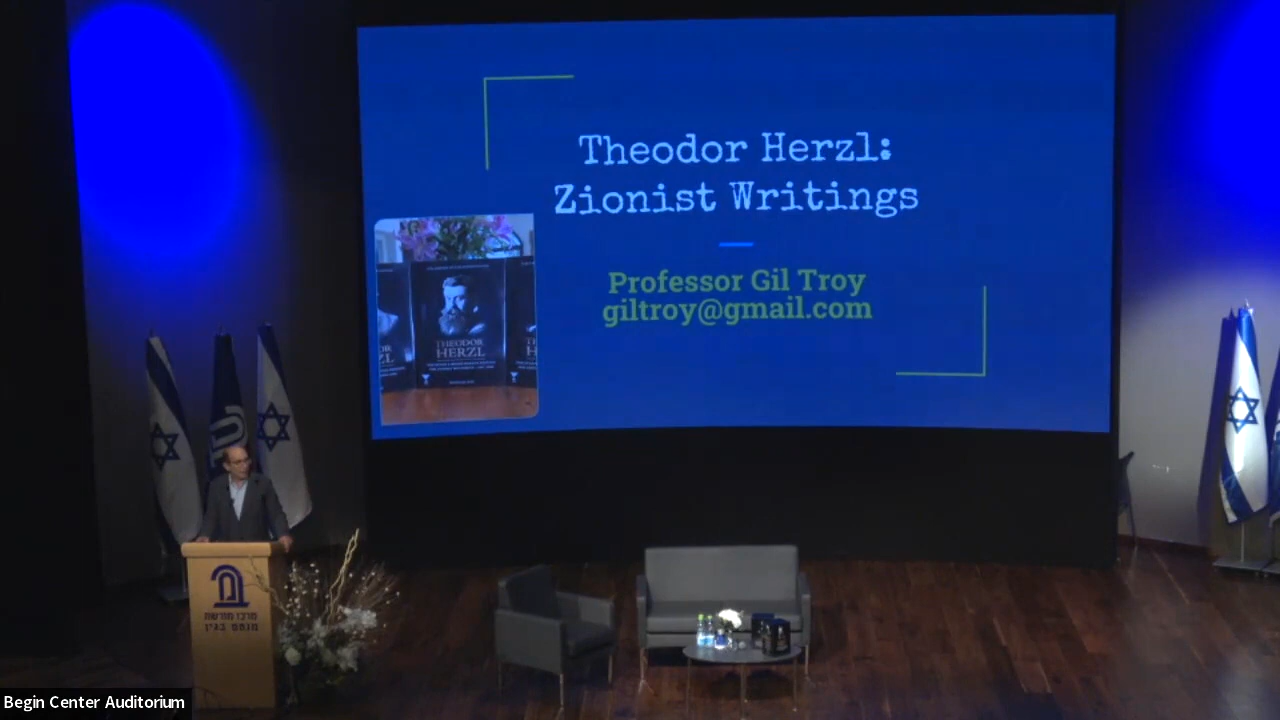 Theodor Herzl:
Zionist Writings
Professor Gil Troy
giltroy@gmail.com
THEODOR
HERZL
מרכז מורשת
מנחם בגין
Begin Center Auditorium